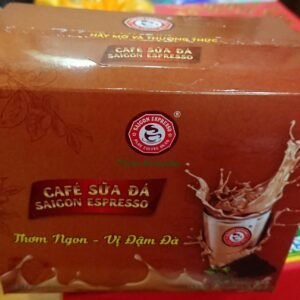 HÃY MỞ VÀ THƯỞNG THỨC
CAFÉ SỮA ĐÁ
SAIGON ESPRESSO
SAIGON ESPRESSO
®
CAFÉ SỮA ĐÁ
SAIGON ESPRESSO
Thơm Ngon - Vị Đậm Đà